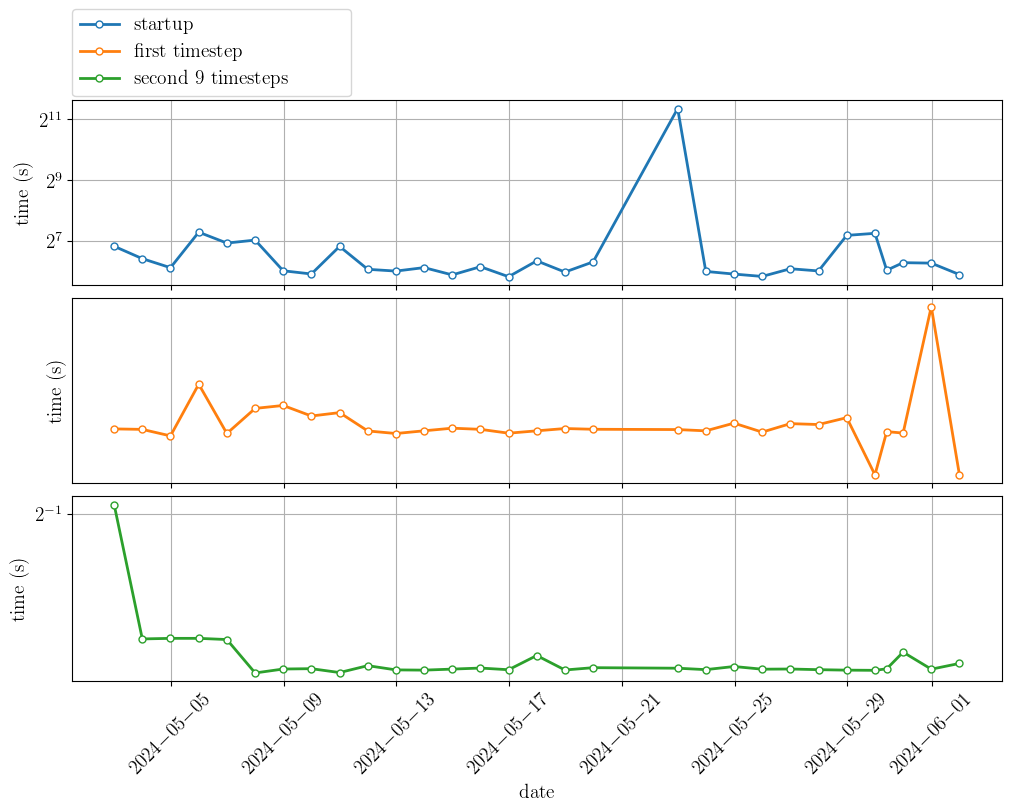 startup
first timestep
second 9 timesteps
2^11
2^9
2^7
time (s)
time (s)
2^−1
time (s)
2024−05−05
2024−05−09
2024−05−13
2024−05−17
2024−05−21
2024−05−25
2024−05−29
2024−06−01
date